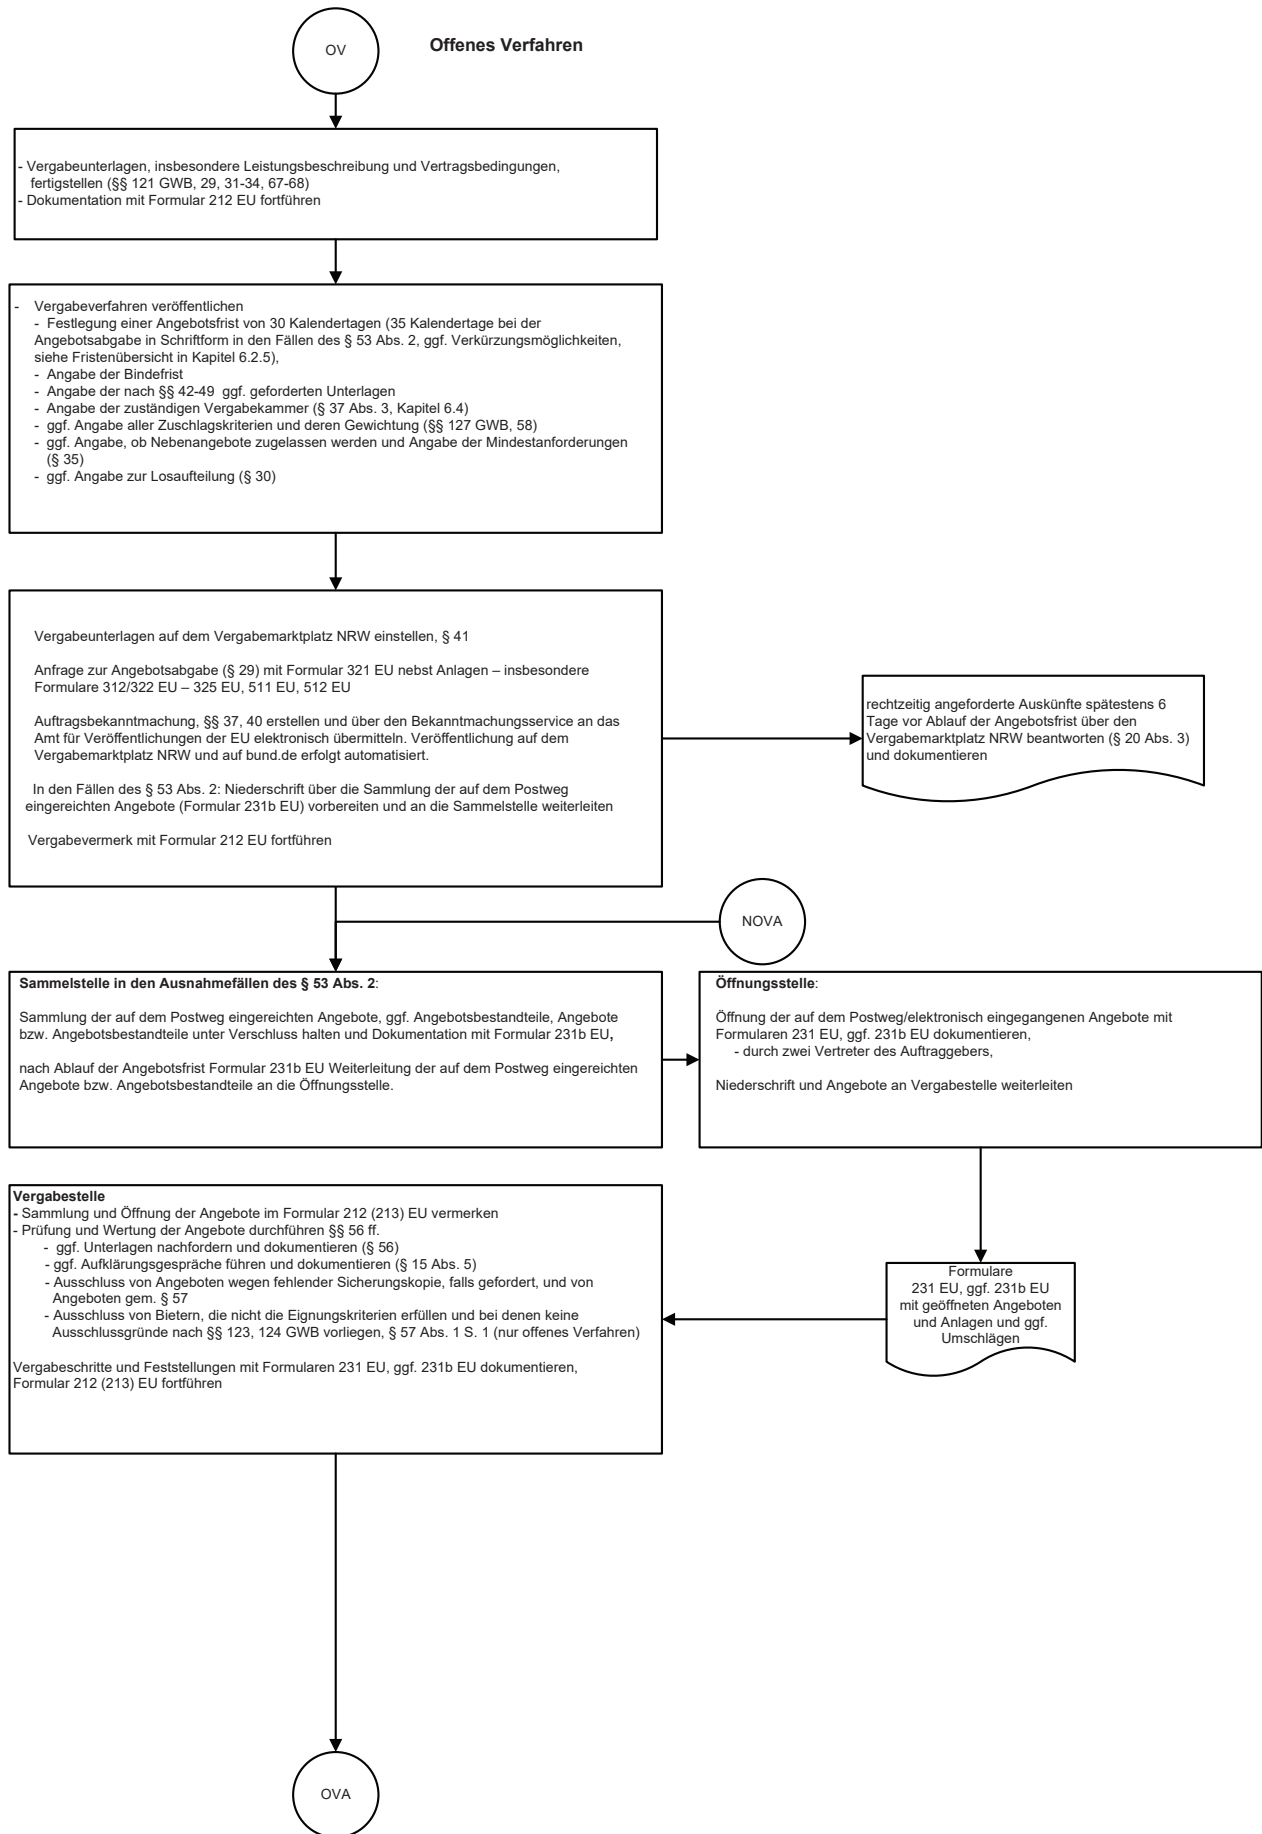 OV
Offenes Verfahren
- Vergabeunterlagen, insbesondere Leistungsbeschreibung und Vertragsbedingungen,
fertigstellen (§§ 121 GWB, 29, 31-34, 67-68)
- Dokumentation mit Formular 212 EU fortführen
- Vergabeverfahren veröffentlichen
- Festlegung einer Angebotsfrist von 30 Kalendertagen (35 Kalendertage bei der
Angebotsabgabe in Schriftform in den Fällen des § 53 Abs. 2, ggf. Verkürzungsmöglichkeiten,
siehe Fristenübersicht in Kapitel 6.2.5),
- Angabe der Bindefrist
- Angabe der nach §§ 42-49 ggf. geforderten Unterlagen
- Angabe der zuständigen Vergabekammer (§ 37 Abs. 3, Kapitel 6.4)
- ggf. Angabe aller Zuschlagskriterien und deren Gewichtung (§§ 127 GWB, 58)
- ggf. Angabe, ob Nebenangebote zugelassen werden und Angabe der Mindestanforderungen
(§ 35)
- ggf. Angabe zur Losaufteilung (§ 30)
Vergabeunterlagen auf dem Vergabemarktplatz NRW einstellen, § 41
Anfrage zur Angebotsabgabe (§ 29) mit Formular 321 EU nebst Anlagen – insbesondere
Formulare 312/322 EU – 325 EU, 511 EU, 512 EU
Auftragsbekanntmachung, §§ 37, 40 erstellen und über den Bekanntmachungsservice an das
Amt für Veröffentlichungen der EU elektronisch übermitteln. Veröffentlichung auf dem
Vergabemarktplatz NRW und auf bund.de erfolgt automatisiert.
In den Fällen des § 53 Abs. 2: Niederschrift über die Sammlung der auf dem Postweg
eingereichten Angebote (Formular 231b EU) vorbereiten und an die Sammelstelle weiterleiten
Vergabevermerk mit Formular 212 EU fortführen
rechtzeitig angeforderte Auskünfte spätestens 6
Tage vor Ablauf der Angebotsfrist über den
Vergabemarktplatz NRW beantworten (§ 20 Abs. 3)
und dokumentieren
NOVA
Sammelstelle in den Ausnahmefällen des § 53 Abs. 2:
Sammlung der auf dem Postweg eingereichten Angebote, ggf. Angebotsbestandteile, Angebote
bzw. Angebotsbestandteile unter Verschluss halten und Dokumentation mit Formular 231b EU,
nach Ablauf der Angebotsfrist Formular 231b EU Weiterleitung der auf dem Postweg eingereichten
Angebote bzw. Angebotsbestandteile an die Öffnungsstelle.
Öffnungsstelle:
Öffnung der auf dem Postweg/elektronisch eingegangenen Angebote mit
Formularen 231 EU, ggf. 231b EU dokumentieren,
- durch zwei Vertreter des Auftraggebers,
Niederschrift und Angebote an Vergabestelle weiterleiten
Vergabestelle
- Sammlung und Öffnung der Angebote im Formular 212 (213) EU vermerken
- Prüfung und Wertung der Angebote durchführen §§ 56 ff.
- ggf. Unterlagen nachfordern und dokumentieren (§ 56)
- ggf. Aufklärungsgespräche führen und dokumentieren (§ 15 Abs. 5)
- Ausschluss von Angeboten wegen fehlender Sicherungskopie, falls gefordert, und von
Angeboten gem. § 57
- Ausschluss von Bietern, die nicht die Eignungskriterien erfüllen und bei denen keine
Ausschlussgründe nach §§ 123, 124 GWB vorliegen, § 57 Abs. 1 S. 1 (nur offenes Verfahren)
Vergabeschritte und Feststellungen mit Formularen 231 EU, ggf. 231b EU dokumentieren,
Formular 212 (213) EU fortführen
Formulare
231 EU, ggf. 231b EU
mit geöffneten Angeboten
und Anlagen und ggf.
Umschlägen
OVA